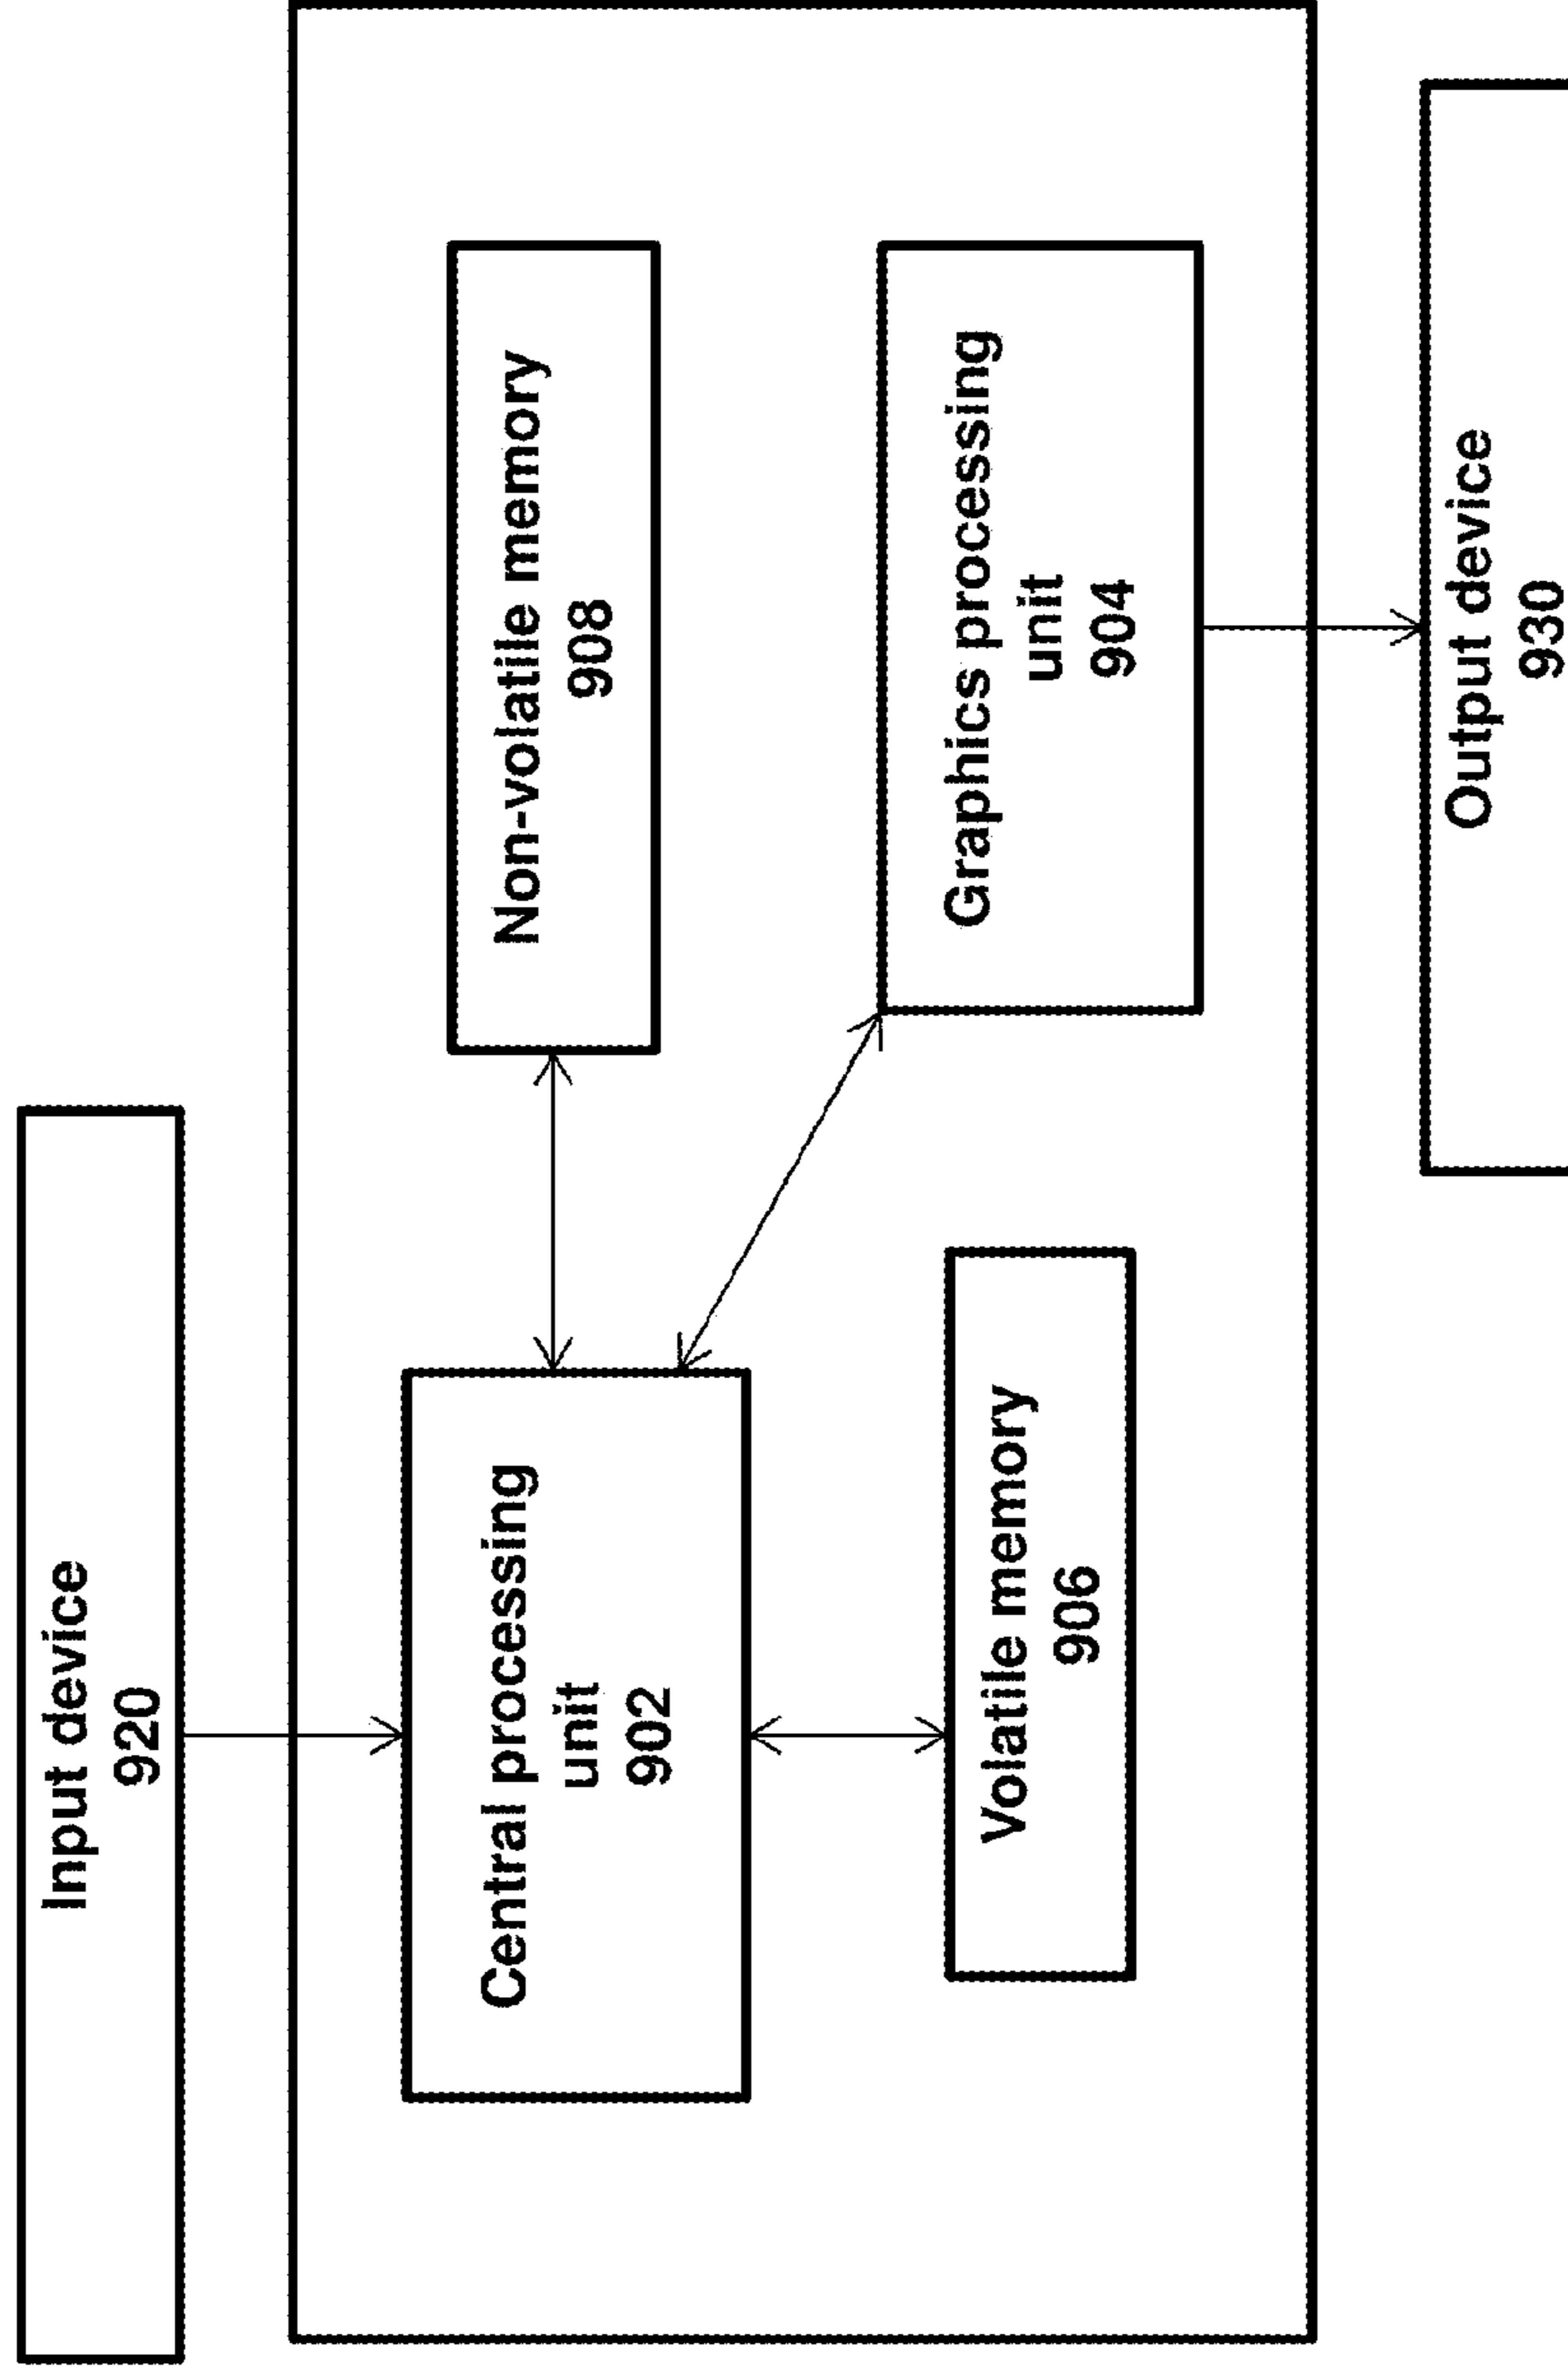 Input device
920
Central processing
unit
902
Non-volatile memory
908
Volatile memory
906
Graphics processing
unit
904
Output device
930